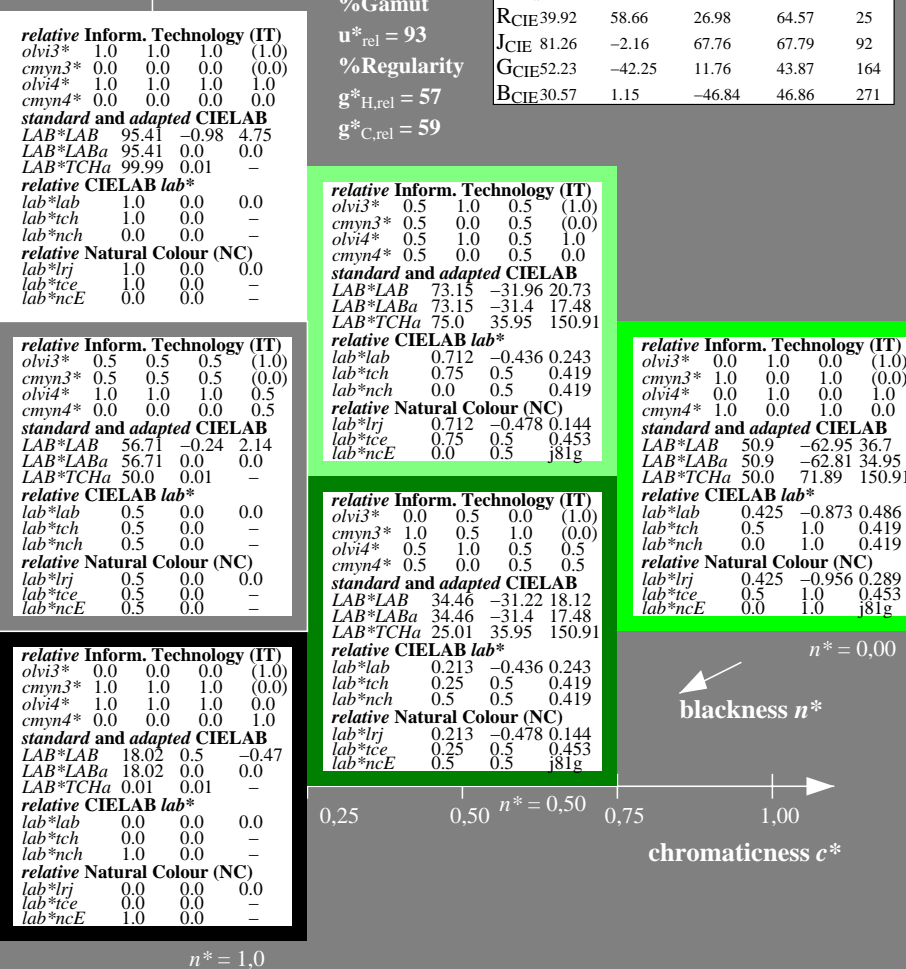 %Gamut
u*rel = 93
%Regularity
g*H,rel = 57
g*C,rel = 59
RCIE 39.92 58.66 26.98 64.57 25
JCIE 81.26 −2.16 67.76 67.79 92
GCIE 52.23 −42.25 11.76 43.87 164
BCIE 30.57 1.15 −46.84 46.86 271
relative Inform. Technology (IT)
olvi3* 1.0 1.0 1.0 (1.0)
cmyn3* 0.0 0.0 0.0 (0.0)
olvi4* 1.0 1.0 1.0 1.0
cmyn4* 0.0 0.0 0.0 0.0
standard and adapted CIELAB
LAB*LAB 95.41 −0.98 4.75
LAB*LABa 95.41 0.0 0.0
LAB*TCHa 99.99 0.01 –
relative CIELAB lab*
lab*lab 1.0 0.0 0.0
lab*tch 1.0 0.0 –
lab*nch 0.0 0.0 –
relative Natural Colour (NC)
lab*lrj 1.0 0.0 0.0
lab*tce 1.0 0.0 –
lab*ncE 0.0 0.0 –
relative Inform. Technology (IT)
olvi3* 0.5 1.0 0.5 (1.0)
cmyn3* 0.5 0.0 0.5 (0.0)
olvi4* 0.5 1.0 0.5 1.0
cmyn4* 0.5 0.0 0.5 0.0
standard and adapted CIELAB
LAB*LAB 73.15 −31.96 20.73
LAB*LABa 73.15 −31.4 17.48
LAB*TCHa 75.0 35.95 150.91
relative CIELAB lab*
lab*lab 0.712 −0.436 0.243
lab*tch 0.75 0.5 0.419
lab*nch 0.0 0.5 0.419
relative Natural Colour (NC)
lab*lrj 0.712 −0.478 0.144
lab*tce 0.75 0.5 0.453
lab*ncE 0.0 0.5 j81g
relative Inform. Technology (IT)
olvi3* 0.5 0.5 0.5 (1.0)
cmyn3* 0.5 0.5 0.5 (0.0)
olvi4* 1.0 1.0 1.0 0.5
cmyn4* 0.0 0.0 0.0 0.5
standard and adapted CIELAB
LAB*LAB 56.71 −0.24 2.14
LAB*LABa 56.71 0.0 0.0
LAB*TCHa 50.0 0.01 –
relative CIELAB lab*
lab*lab 0.5 0.0 0.0
lab*tch 0.5 0.0 –
lab*nch 0.5 0.0 –
relative Natural Colour (NC)
lab*lrj 0.5 0.0 0.0
lab*tce 0.5 0.0 –
lab*ncE 0.5 0.0 –
relative Inform. Technology (IT)
olvi3* 0.0 1.0 0.0 (1.0)
cmyn3* 1.0 0.0 1.0 (0.0)
olvi4* 0.0 1.0 0.0 1.0
cmyn4* 1.0 0.0 1.0 0.0
standard and adapted CIELAB
LAB*LAB 50.9 −62.95 36.7
LAB*LABa 50.9 −62.81 34.95
LAB*TCHa 50.0 71.89 150.91
relative CIELAB lab*
lab*lab 0.425 −0.873 0.486
lab*tch 0.5 1.0 0.419
lab*nch 0.0 1.0 0.419
relative Natural Colour (NC)
lab*lrj 0.425 −0.956 0.289
lab*tce 0.5 1.0 0.453
lab*ncE 0.0 1.0 j81g
n* = 0,00
relative Inform. Technology (IT)
olvi3* 0.0 0.5 0.0 (1.0)
cmyn3* 1.0 0.5 1.0 (0.0)
olvi4* 0.5 1.0 0.5 0.5
cmyn4* 0.5 0.0 0.5 0.5
standard and adapted CIELAB
LAB*LAB 34.46 −31.22 18.12
LAB*LABa 34.46 −31.4 17.48
LAB*TCHa 25.01 35.95 150.91
relative CIELAB lab*
lab*lab 0.213 −0.436 0.243
lab*tch 0.25 0.5 0.419
lab*nch 0.5 0.5 0.419
relative Natural Colour (NC)
lab*lrj 0.213 −0.478 0.144
lab*tce 0.25 0.5 0.453
lab*ncE 0.5 0.5 j81g
blackness n*
relative Inform. Technology (IT)
olvi3* 0.0 0.0 0.0 (1.0)
cmyn3* 1.0 1.0 1.0 (0.0)
olvi4* 1.0 1.0 1.0 0.0
cmyn4* 0.0 0.0 0.0 1.0
standard and adapted CIELAB
LAB*LAB 18.02 0.5 −0.47
LAB*LABa 18.02 0.0 0.0
LAB*TCHa 0.01 0.01 –
relative CIELAB lab*
lab*lab 0.0 0.0 0.0
lab*tch 0.0 0.0 –
lab*nch 1.0 0.0 –
relative Natural Colour (NC)
lab*lrj 0.0 0.0 0.0
lab*tce 0.0 0.0 –
lab*ncE 1.0 0.0 –
n* = 0,50
0,25 0,50 0,75 1,00
chromaticness c*
n* = 1,0